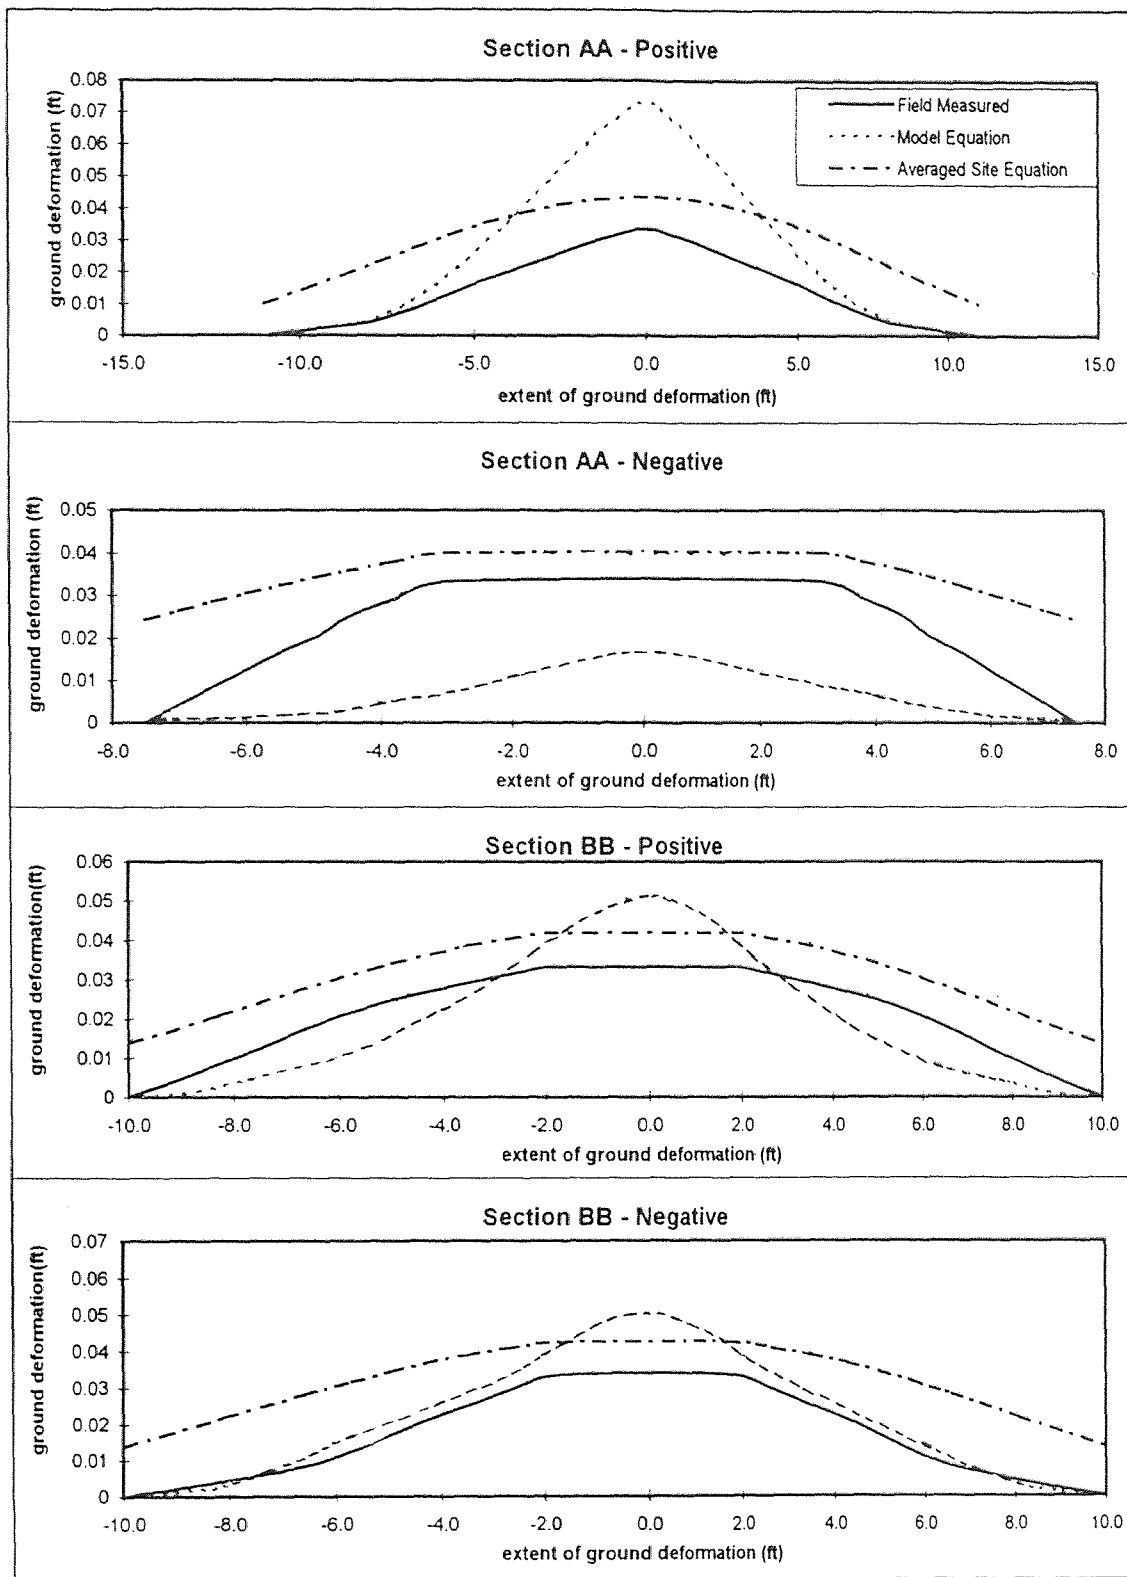 Section AA - Positive
ground deformation (ft)
0.08
0.07
0.06
0.05
0.04
0.03
0.02
0.01
0
Field Measured
Model Equation
Averaged Site Equation
-15.0 -10.0 -5.0 0.0 5.0 10.0 15.0
extent of ground deformation (ft)
Section AA - Negative
ground deformation (ft)
0.05
0.04
0.03
0.02
0.01
0
-8.0 -6.0 -4.0 -2.0 0.0 2.0 4.0 6.0 8.0
extent of ground deformation (ft)
Section BB - Positive
ground deformation(ft)
0.06
0.05
0.04
0.03
0.02
0.01
0
-10.0 -8.0 -6.0 -4.0 -2.0 0.0 2.0 4.0 6.0 8.0 10.0
extent of ground deformation (ft)
Section BB - Negative
ground deformation(ft)
0.07
0.06
0.05
0.04
0.03
0.02
0.01
0
-10.0 -8.0 -6.0 -4.0 -2.0 0.0 2.0 4.0 6.0 8.0 10.0
extent of ground deformation (ft)